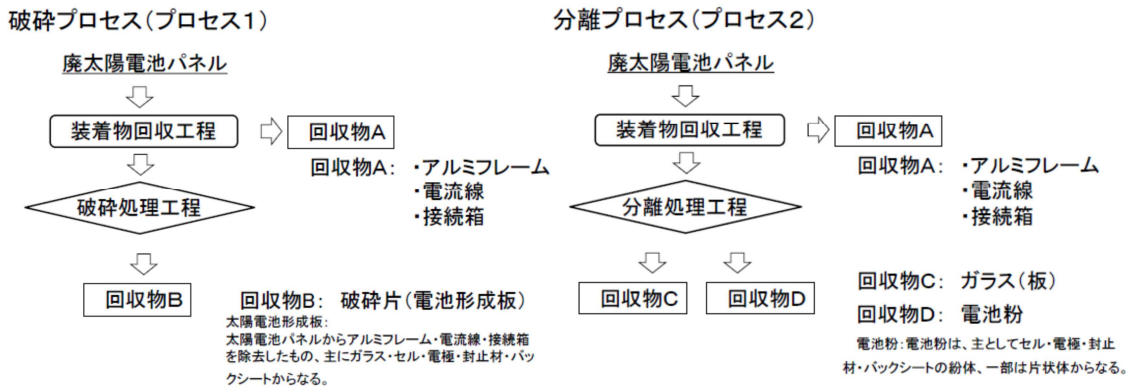 破砕プロセス(プロセス1)
廃太陽電池パネル
装着物回収工程
回収物A
回収物A: ・アルミフレーム
・電流線
・接続箱
破砕処理工程
回収物B
回収物B: 破砕片(電池形成板)
太陽電池形成板:
太陽電池パネルからアルミフレーム・電流線・接続箱
を除去したもの、主にガラス・セル・電極・封止材・バッ
クシートからなる。
分離プロセス(プロセス2)
廃太陽電池パネル
装着物回収工程
回収物A
回収物A: ・アルミフレーム
・電流線
・接続箱
分離処理工程
回収物C
回収物D
回収物C: ガラス(板)
回収物D: 電池粉
電池粉:電池粉は、主としてセル・電極・封止
材・バックシートの粉体、一部は片状体からなる。